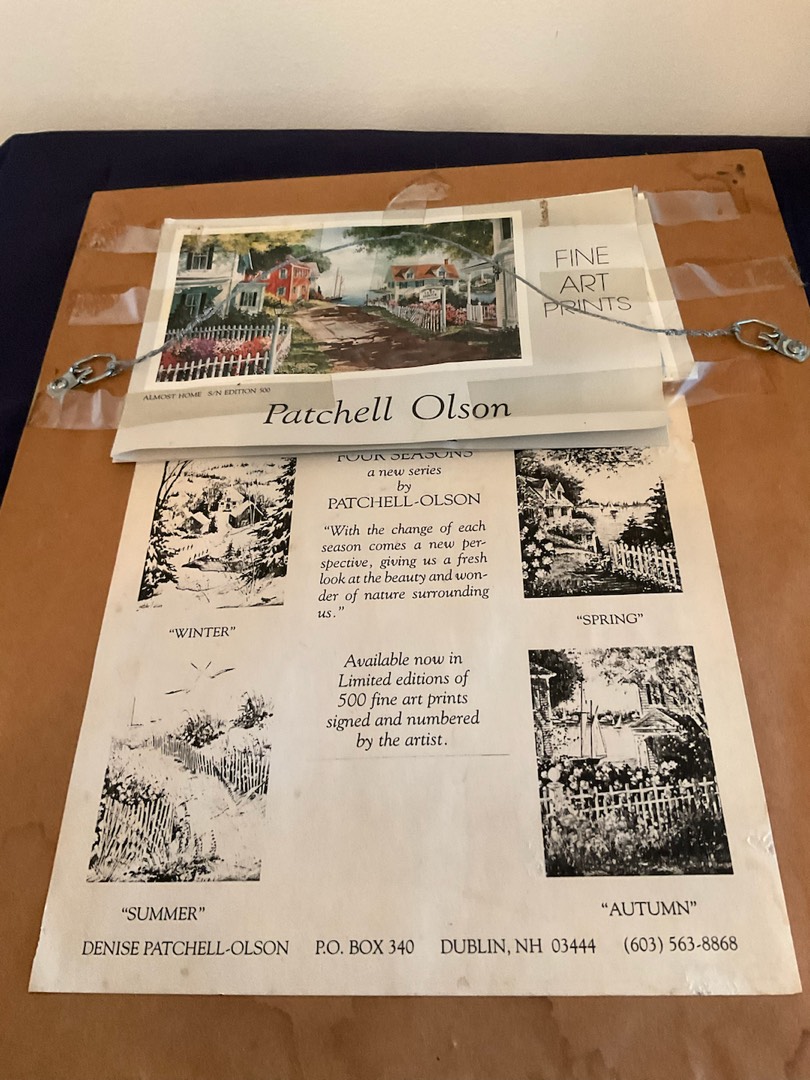 FINE
ART
PRINTS
ALMOST HOME S/N EDITION 500
Patchell Olson
FOUR SEASONS
a new series
by
PATCHELL-OLSON
"With the change of each
season comes a new per-
spective, giving us a fresh
look at the beauty and won-
der of nature surrounding
us."
"WINTER"
"SPRING"
Available now in
Limited editions of
500 fine art prints
signed and numbered
by the artist.
"SUMMER"
"AUTUMN"
DENISE PATCHELL-OLSON P.O. BOX 340 DUBLIN, NH 03444 (603) 563-8868